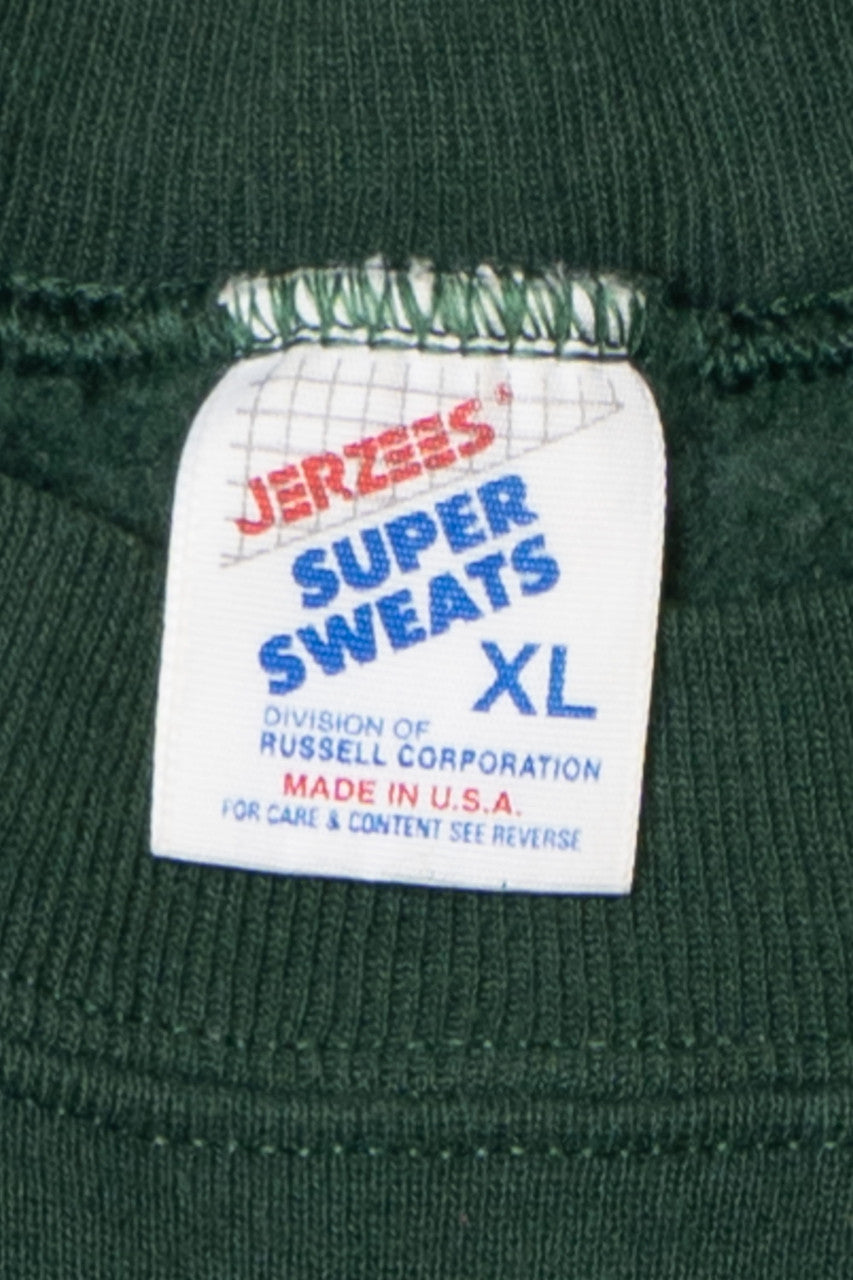 JERZEES®
SUPER
SWEATS
XL
DIVISION OF
RUSSELL CORPORATION
MADE IN U.S.A.
FOR CARE & CONTENT SEE REVERSE